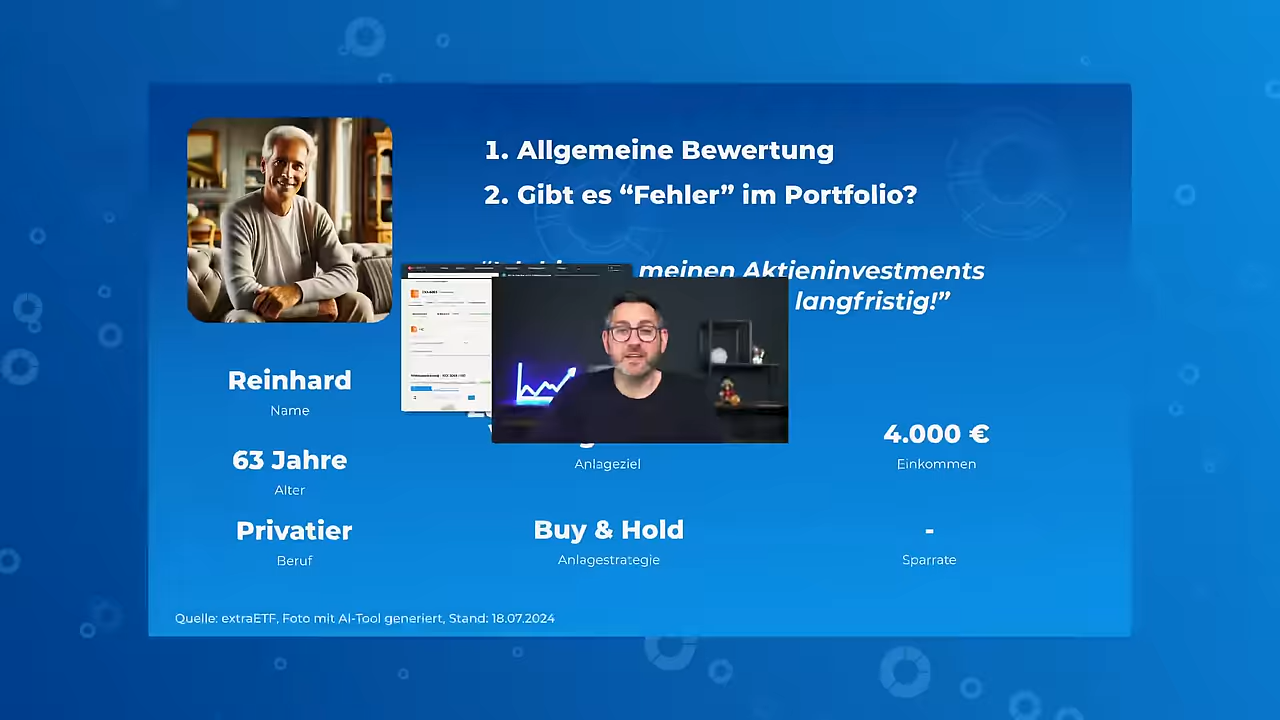 1. Allgemeine Bewertung
2. Gibt es “Fehler” im Portfolio?
meinen Aktieninvestments
langfristig!”
Reinhard
Name
63 Jahre
Alter
Privatier
Beruf
Anlageziel
Buy & Hold
Anlagestrategie
4.000 €
Einkommen
-
Sparrate
Quelle: extraETF, Foto mit AI-Tool generiert, Stand: 18.07.2024